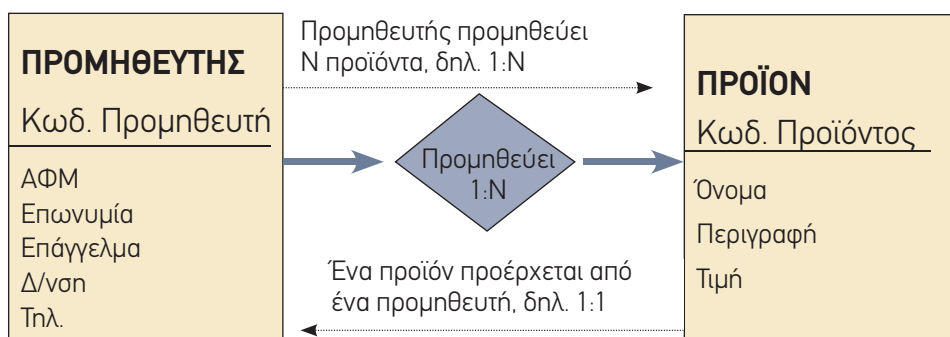 ΠΡΟΜΗΘΕΥΤΗΣ
Κωδ. Προμηθευτή
ΑΦΜ
Επωνυμία
Επάγγελμα
Δ/νση
Τηλ.
Προμηθευτής προμηθεύει
Ν προϊόντα, δηλ. 1:Ν
Προμηθεύει
1:Ν
Ένα προϊόν προέρχεται από
ένα προμηθευτή, δηλ. 1:1
ΠΡΟΪΟΝ
Κωδ. Προϊόντος
Όνομα
Περιγραφή
Τιμή